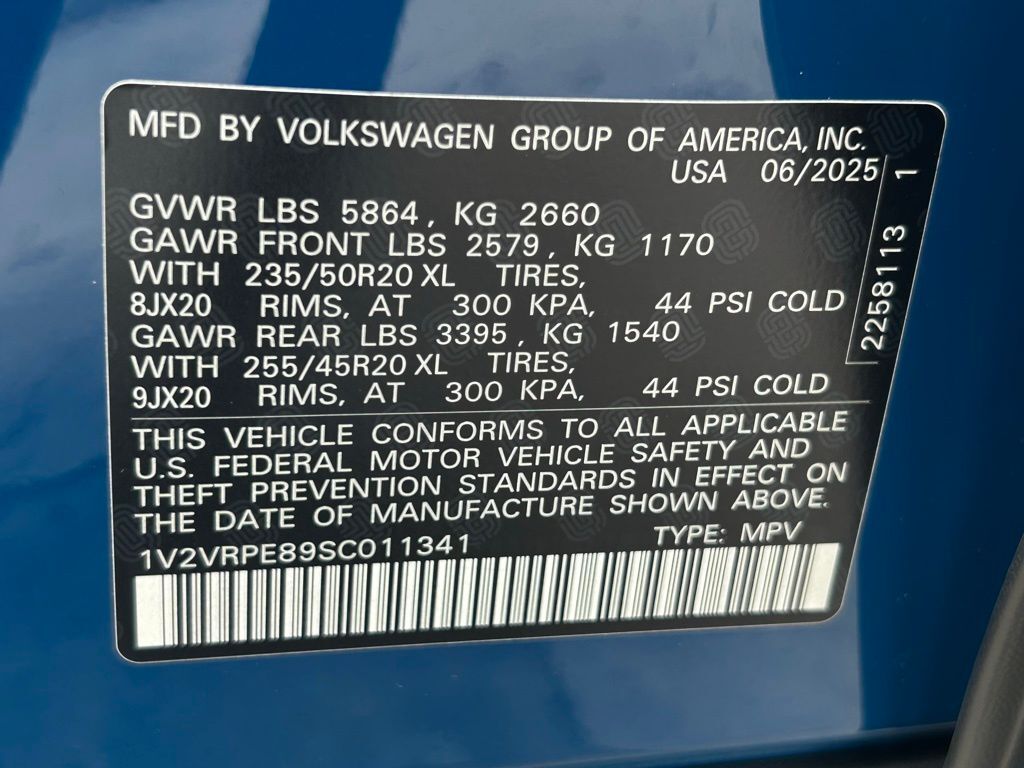 MFD BY VOLKSWAGEN GROUP OF AMERICA, INC.
USA 06/2025
GVWR LBS 5864, KG 2660
GAWR FRONT LBS 2579, KG 1170
WITH 235/50R20 XL TIRES,
8JX20 RIMS, AT 300 KPA, 44 PSI COLD
GAWR REAR LBS 3395, KG 1540
WITH 255/45R20 XL TIRES,
9JX20 RIMS, AT 300 KPA, 44 PSI COLD
2258113 1
THIS VEHICLE CONFORMS TO ALL APPLICABLE
U.S. FEDERAL MOTOR VEHICLE SAFETY AND
THEFT PREVENTION STANDARDS IN EFFECT ON
THE DATE OF MANUFACTURE SHOWN ABOVE.
1V2VRPE89SC011341 TYPE: MPV